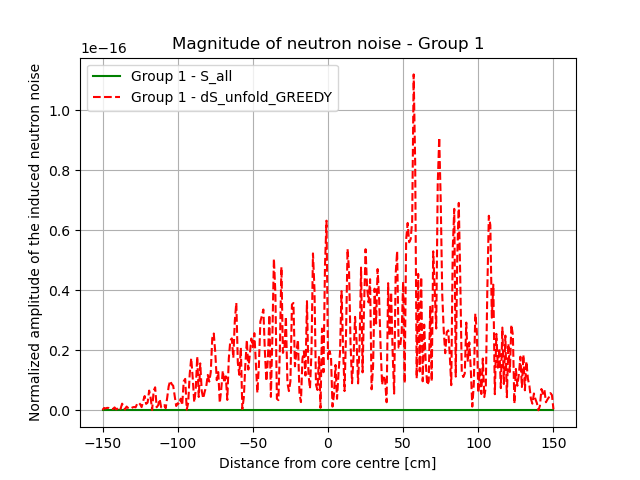 Magnitude of neutron noise - Group 1
1e−16
Group 1 - S_all
Group 1 - dS_unfold_GREEDY
Normalized amplitude of the induced neutron noise
1.0
0.8
0.6
0.4
0.2
0.0
−150 −100 −50 0 50 100 150
Distance from core centre [cm]